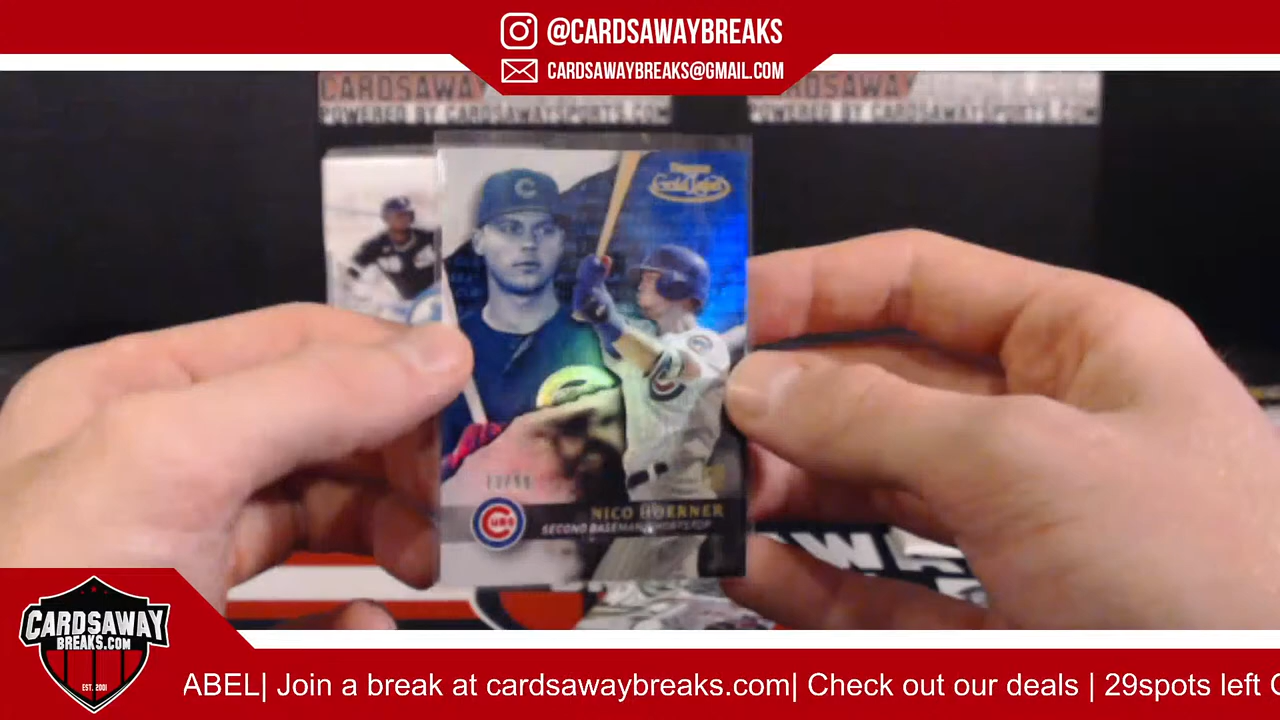 @CARDSAWAYBREAKS
CARDSAWAYBREAKS@GMAIL.COM
CARDSAWAY
CARDSAWAY
POWERED BY CARDSAWAYSPORTS.COM
POWERED BY CARDSAWAYSPORTS.COM
C
Topps
Gold Label
C
NICO HOERNER
CUBS
SECOND BASEMAN/SHORTSTOP
CARDSAWAY
BREAKS.COM
EST. 2001
ABEL| Join a break at cardsawaybreaks.com| Check out our deals | 29spots left